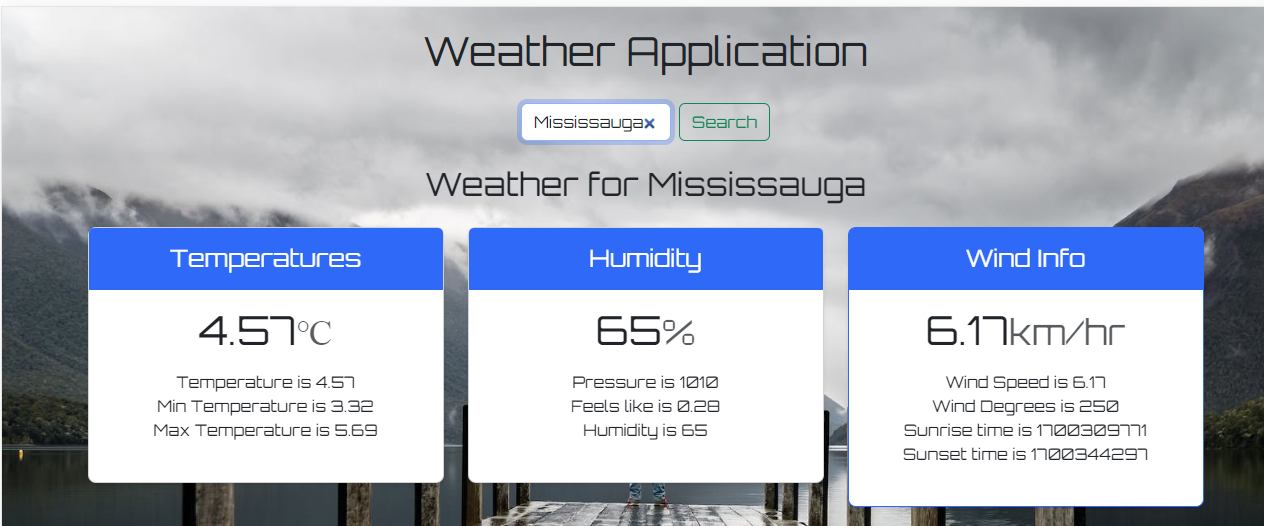 Weather Application
Mississauga
Search
Weather for Mississauga
Temperatures
4.57°C
Temperature is 4.57
Min Temperature is 3.32
Max Temperature is 5.69
Humidity
65%
Pressure is 1010
Feels like is 0.28
Humidity is 65
Wind Info
6.17km/hr
Wind Speed is 6.17
Wind Degrees is 250
Sunrise time is 1700309771
Sunset time is 1700344297